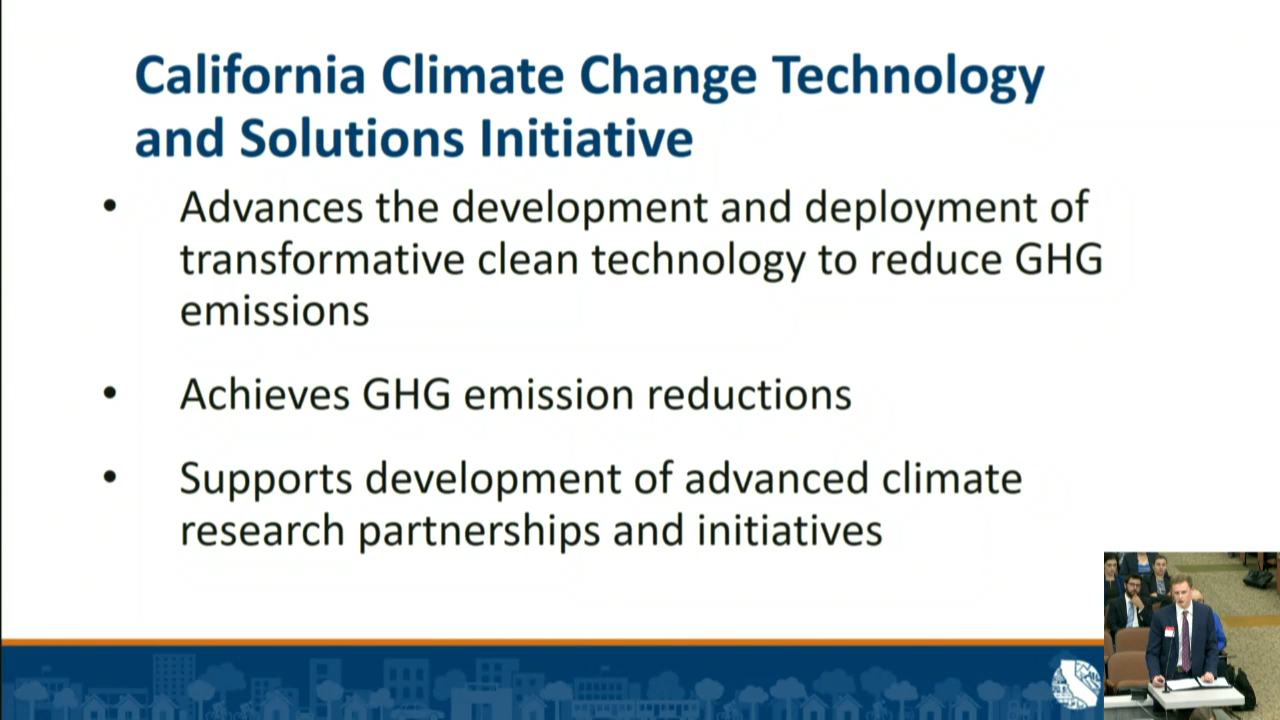 California Climate Change Technology
and Solutions Initiative
• Advances the development and deployment of
transformative clean technology to reduce GHG
emissions
• Achieves GHG emission reductions
• Supports development of advanced climate
research partnerships and initiatives